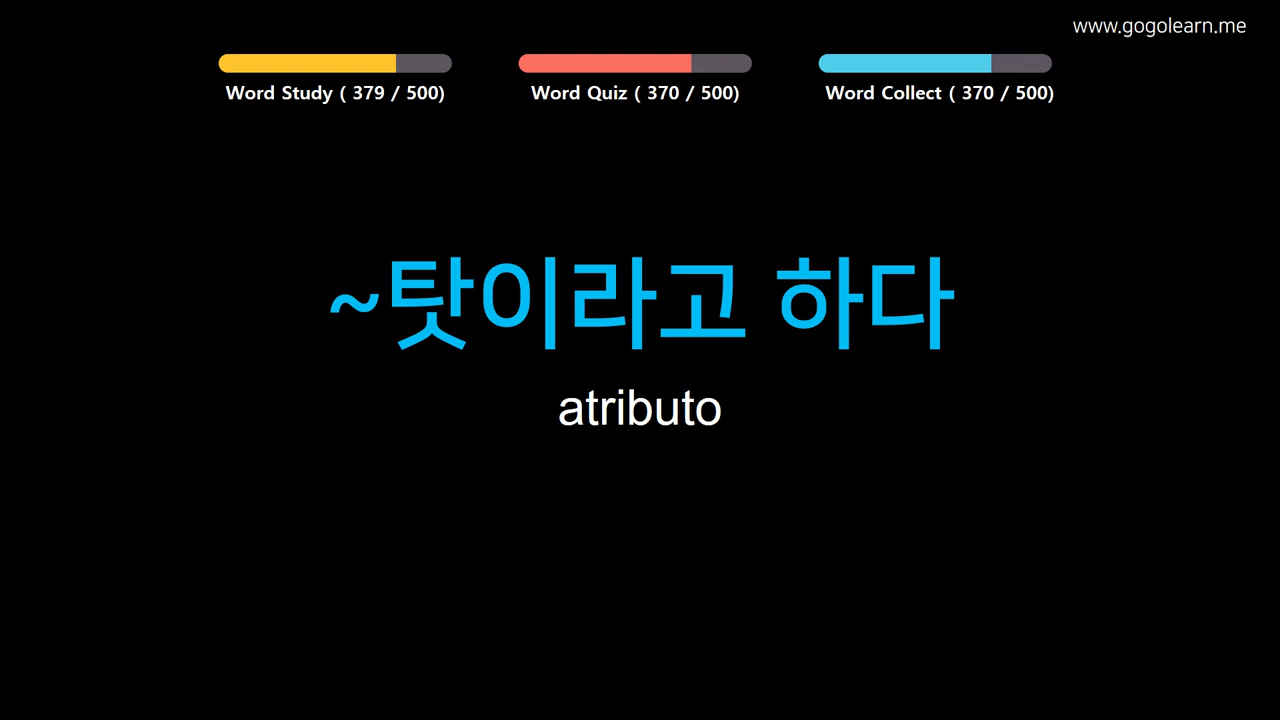 www.gogolearn.me
Word Study ( 379 / 500)
Word Quiz ( 370 / 500)
Word Collect ( 370 / 500)
~탓이라고 하다
atributo